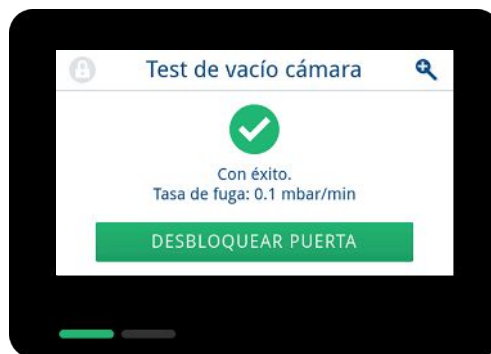 Test de vacío cámara
Con éxito.
Tasa de fuga: 0.1 mbar/min
DESBLOQUEAR PUERTA